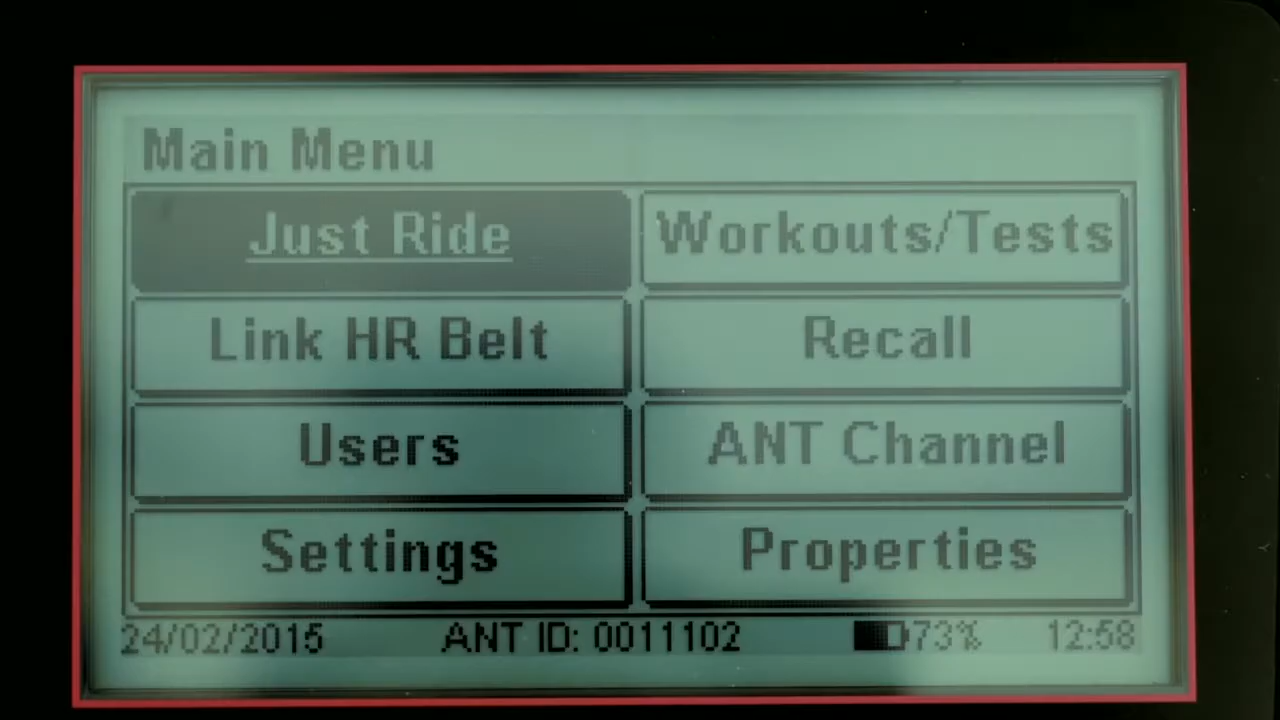 Main Menu
Just Ride Workouts/Tests
Link HR Belt Recall
Users ANT Channel
Settings Properties
24/02/2015 ANT ID: 0011102 73% 12:58